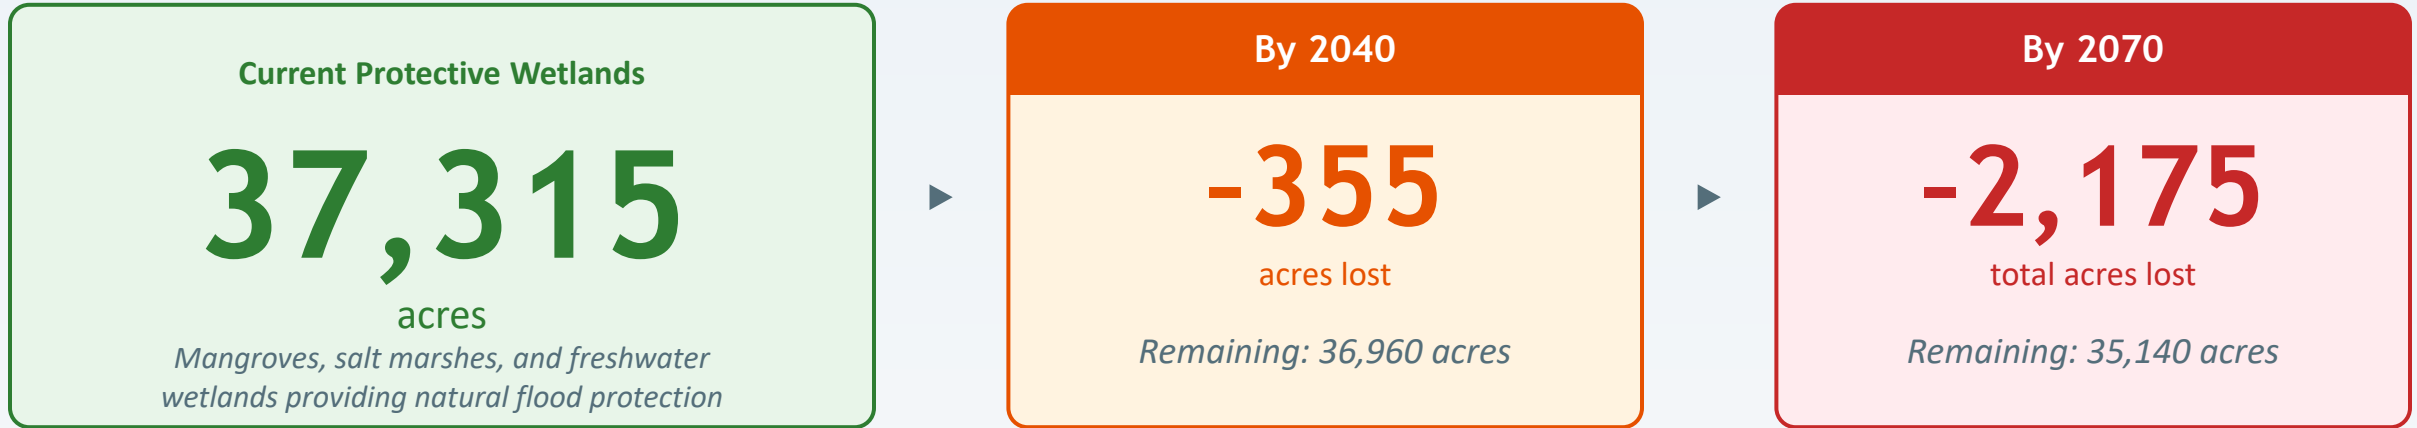 Current Protective Wetlands
37,315
acres
Mangroves, salt marshes, and freshwater
wetlands providing natural flood protection
By 2040
-355
acres lost
Remaining: 36,960 acres
By 2070
-2,175
total acres lost
Remaining: 35,140 acres